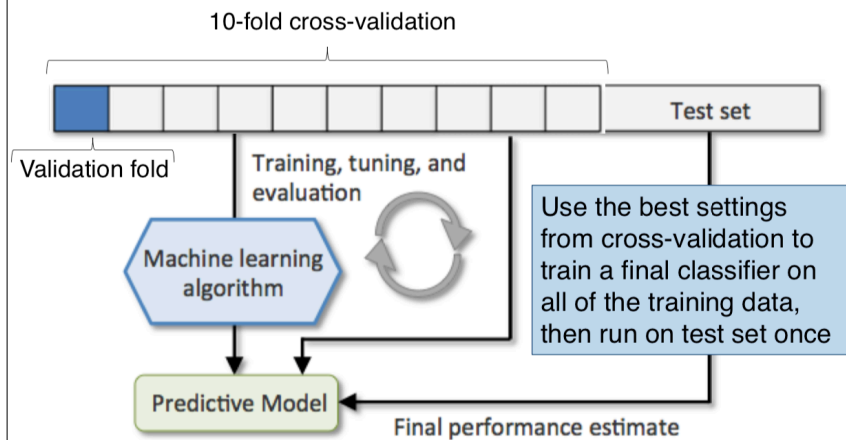 10-fold cross-validation
Test set
Validation fold
Training, tuning, and
evaluation
Machine learning
algorithm
Use the best settings
from cross-validation to
train a final classifier on
all of the training data,
then run on test set once
Predictive Model
Final performance estimate